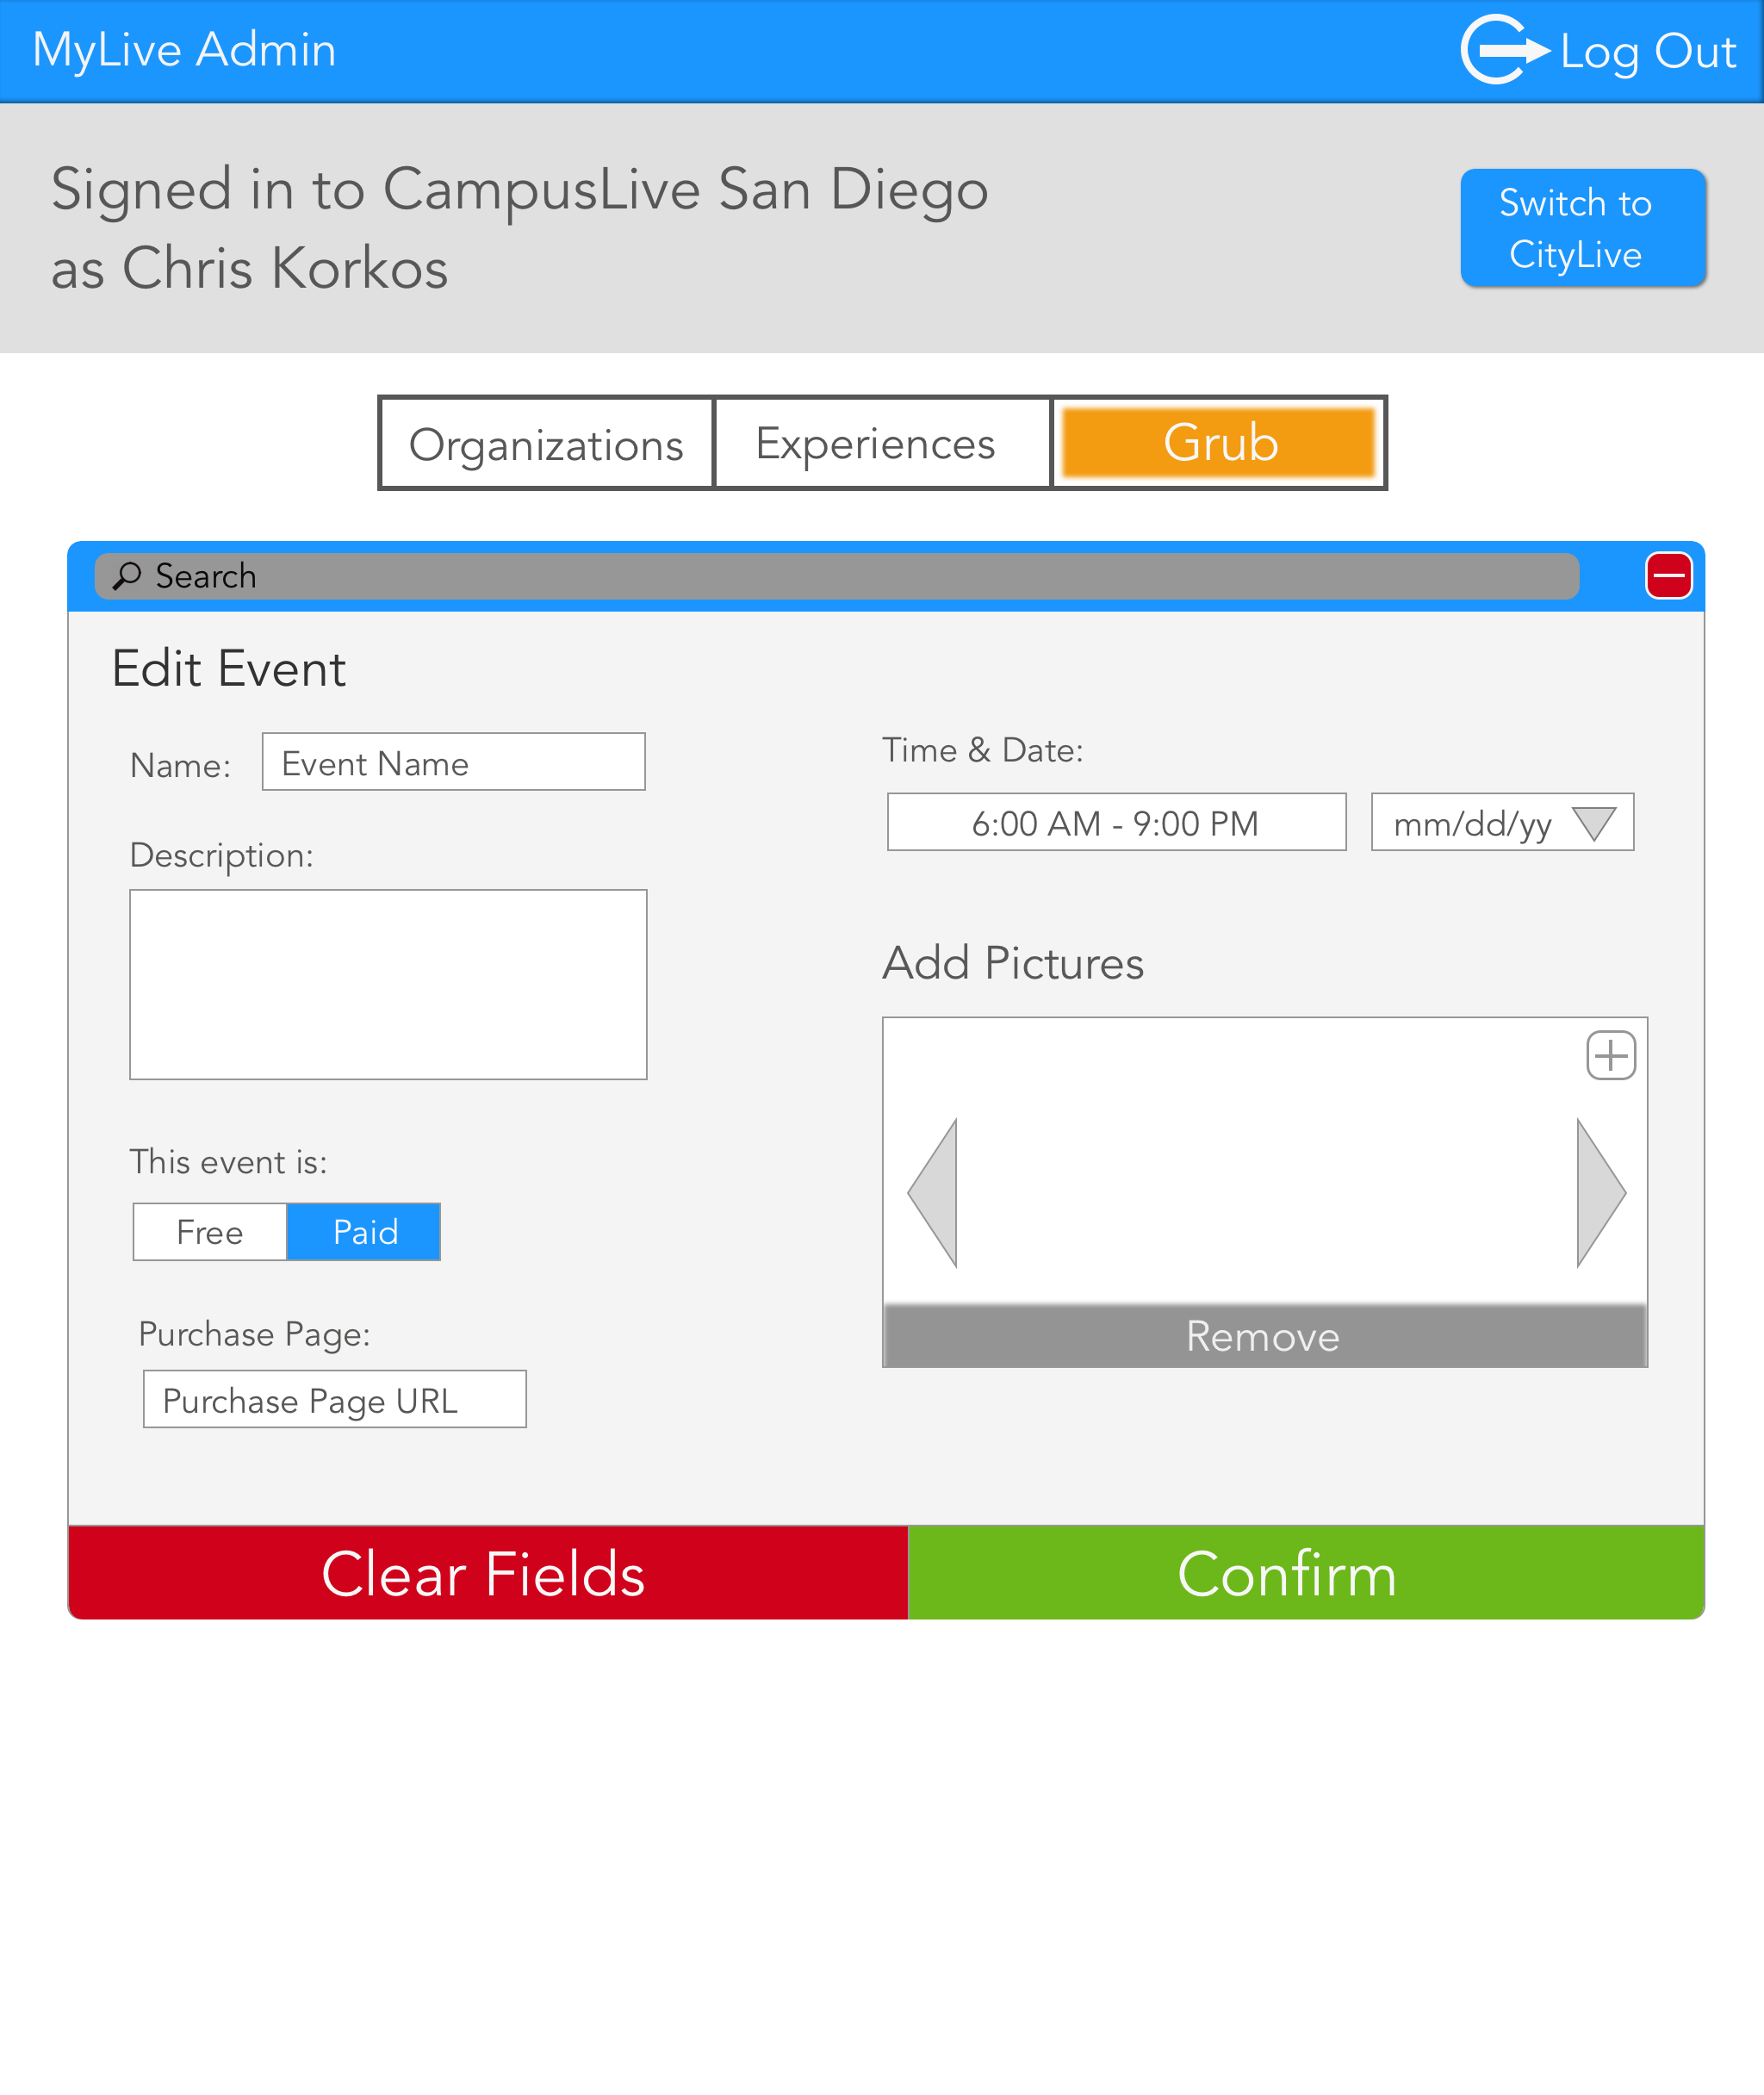 MyLive Admin
Log Out
Signed in to CampusLive San Diego
as Chris Korkos
Switch to
CityLive
Organizations
Experiences
Grub
Search
Edit Event
Name:
Event Name
Description:
This event is:
Free
Paid
Purchase Page:
Purchase Page URL
Time & Date:
6:00 AM - 9:00 PM
mm/dd/yy
Add Pictures
Remove
Clear Fields
Confirm